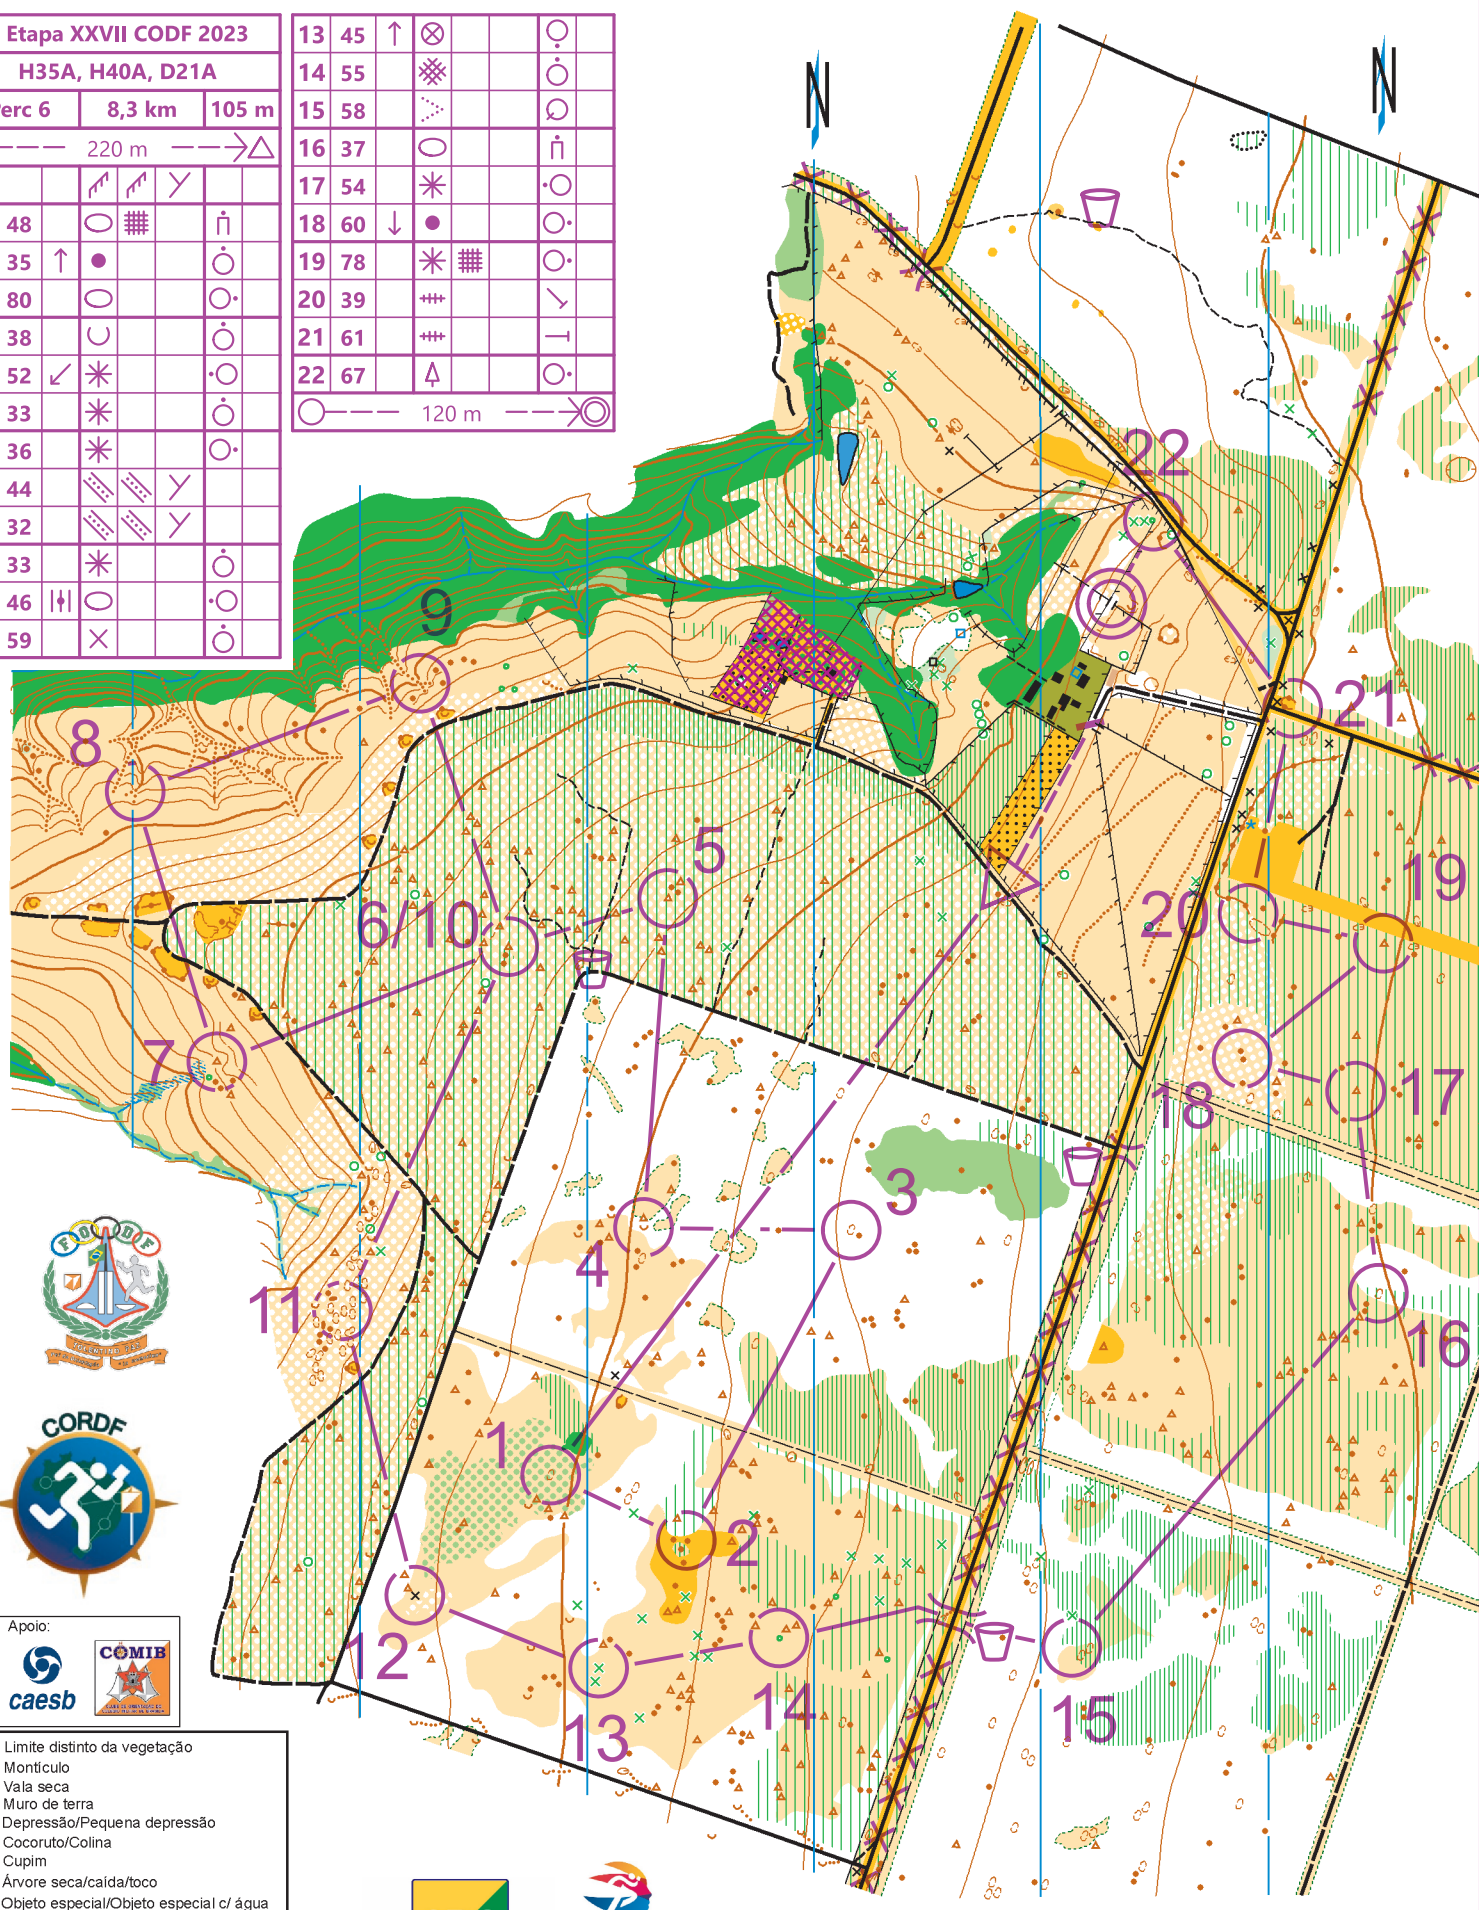 Etapa XXVII CODF 2023
H35A, H40A, D21A
erc 6 8,3 km 105 m
220 m
48
35
80
38
52
33
36
44
32
33
46
59
13 45
14 55
15 58
16 37
17 54
18 60
19 78
20 39
21 61
22 67
120 m
N
N
22
9
21
8
5
19
6/10
20
7
17
18
3
4
11
16
1
2
12
14
13
15
FODF
CORDF
Apoio:
caesb
COMIB
Limite distinto da vegetação
Montículo
Vala seca
Muro de terra
Depressão/Pequena depressão
Cocoruto/Colina
Cupim
Árvore seca/caída/toco
Objeto especial/Objeto especial c/ água